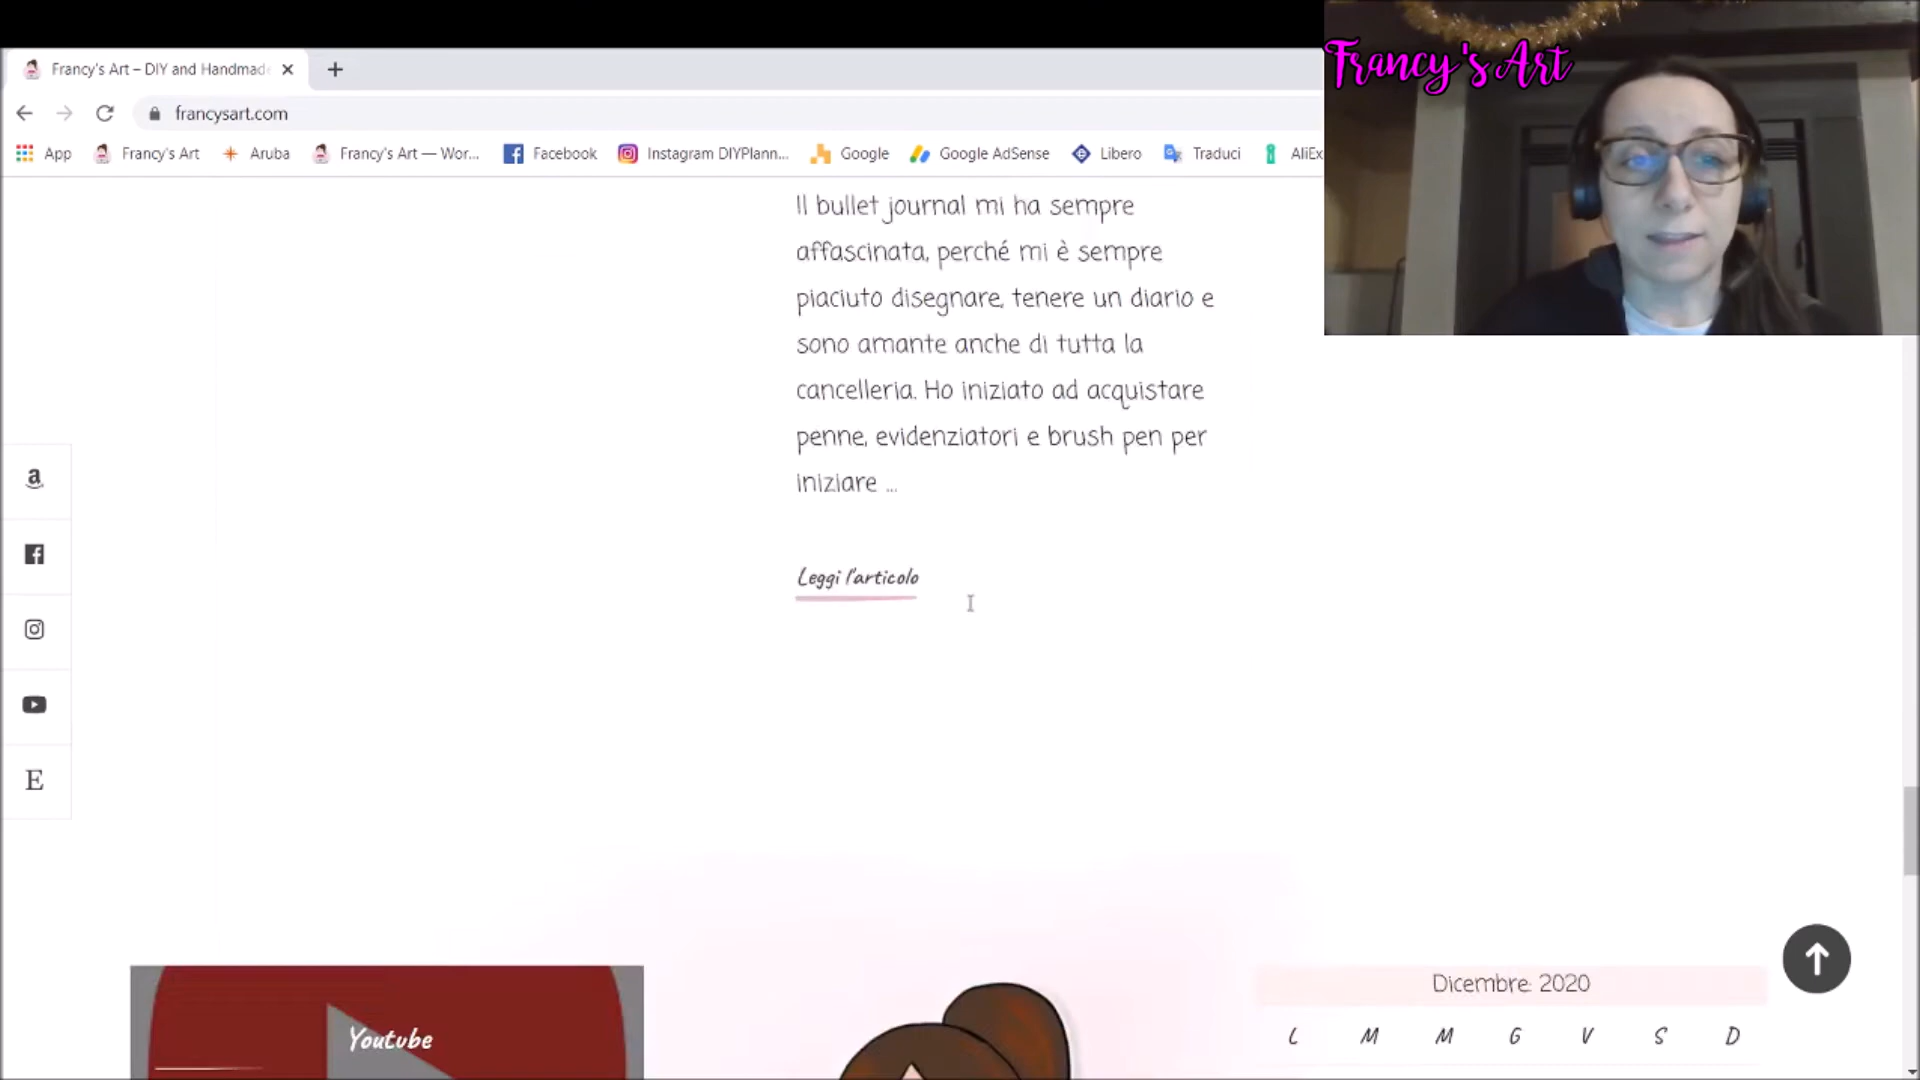 Francy's Art – DIY and Handmad
Francy's Art
francysart.com
App Francy's Art Aruba Francy's Art — Wor... Facebook Instagram DIYPlann... Google Google AdSense Libero Traduci AliEx
Il bullet journal mi ha sempre
affascinata, perché mi è sempre
piaciuto disegnare, tenere un diario e
sono amante anche di tutta la
cancelleria. Ho iniziato ad acquistare
penne, evidenziatori e brush pen per
iniziare ...
Leggi l'articolo
Youtube
Dicembre: 2020
L M M G V S D